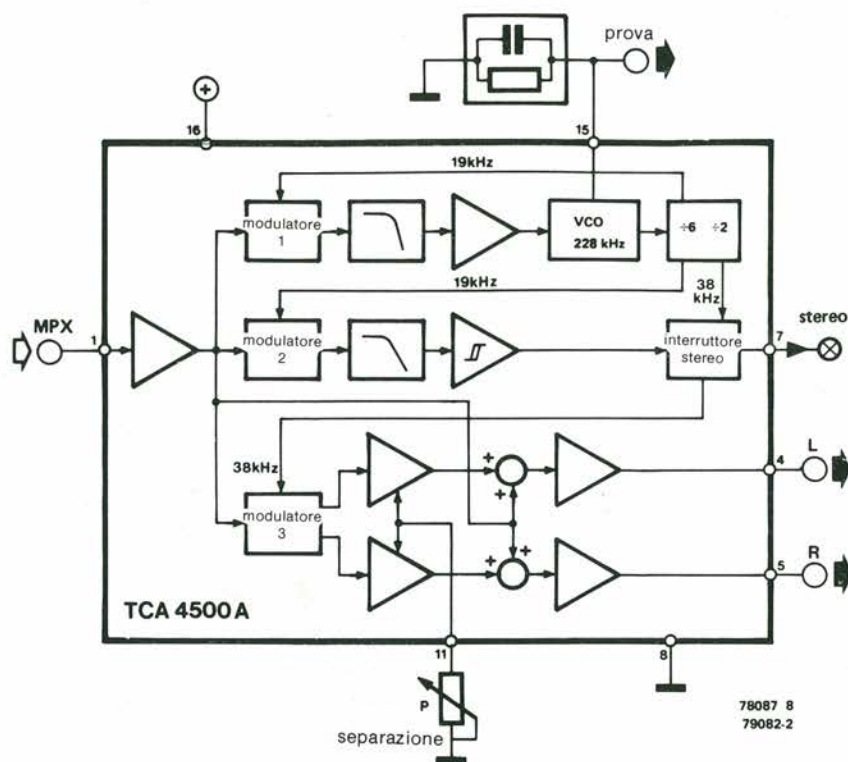 prova
+
16
15
19kHz
modulatore
1
VCO
228 kHz
÷6 ÷2
19kHz
38
kHz
MPX
1
modulatore
2
interruttore
stereo
7
stereo
38kHz
modulatore
3
+
+
4
L
+
+
5
R
TCA 4500A
11
8
P
separazione
78087 8
79082-2